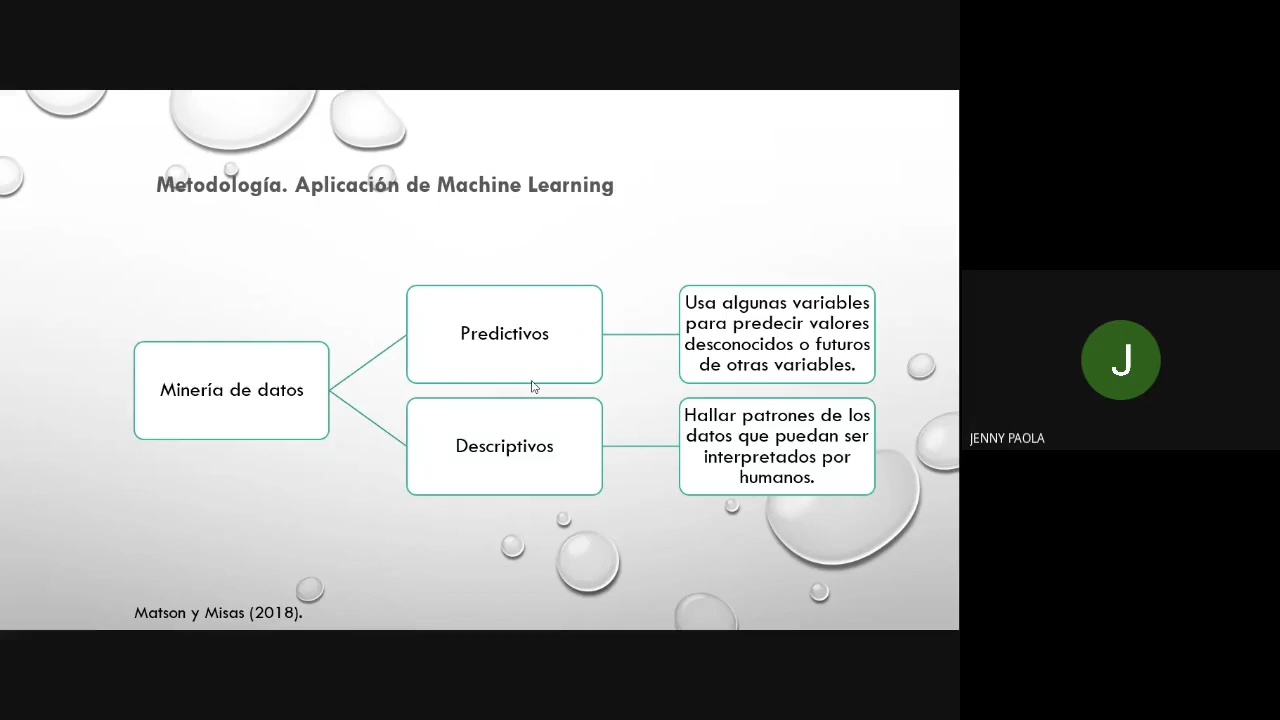 Metodología. Aplicación de Machine Learning
Minería de datos
Predictivos
Usa algunas variables
para predecir valores
desconocidos o futuros
de otras variables.
Descriptivos
Hallar patrones de los
datos que puedan ser
interpretados por
humanos.
Matson y Misas (2018).
J
JENNY PAOLA